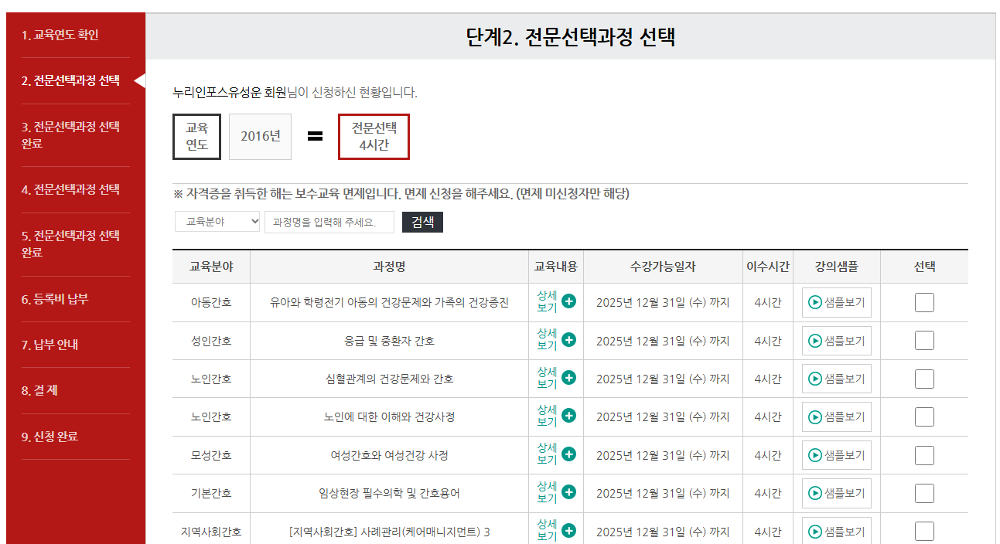 1. 교육연도 확인
2. 전문선택과정 선택
3. 전문선택과정 선택
완료
4. 전문선택과정 선택
5. 전문선택과정 선택
완료
6. 등록비 납부
7. 납부 안내
8. 결 제
9. 신청 완료
단계2. 전문선택과정 선택
누리인포스유성운 회원님이 신청하신 현황입니다.
교육
연도
2016년
=
전문선택
4시간
※ 자격증을 취득한 해는 보수교육 면제입니다. 면제 신청을 해주세요. (면제 미신청자만 해당)
교육분야 과정명을 입력해 주세요. 검색
교육분야 과정명 교육내용 수강가능일자 이수시간 강의샘플 선택
아동간호 유아와 학령전기 아동의 건강문제와 가족의 건강증진 상세 보기 2025년 12월 31일 (수) 까지 4시간 샘플보기
성인간호 응급 및 중환자 간호 상세 보기 2025년 12월 31일 (수) 까지 4시간 샘플보기
노인간호 심혈관계의 건강문제와 간호 상세 보기 2025년 12월 31일 (수) 까지 4시간 샘플보기
노인간호 노인에 대한 이해와 건강사정 상세 보기 2025년 12월 31일 (수) 까지 4시간 샘플보기
모성간호 여성간호와 여성건강 사정 상세 보기 2025년 12월 31일 (수) 까지 4시간 샘플보기
기본간호 임상현장 필수의학 및 간호용어 상세 보기 2025년 12월 31일 (수) 까지 4시간 샘플보기
지역사회간호 [지역사회간호] 사례관리(케어매니지먼트) 3 상세 보기 2025년 12월 31일 (수) 까지 4시간 샘플보기